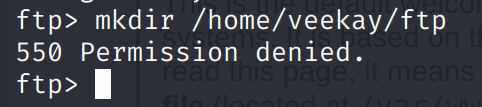 ftp> mkdir /home/veekay/ftp
550 Permission denied.
ftp>